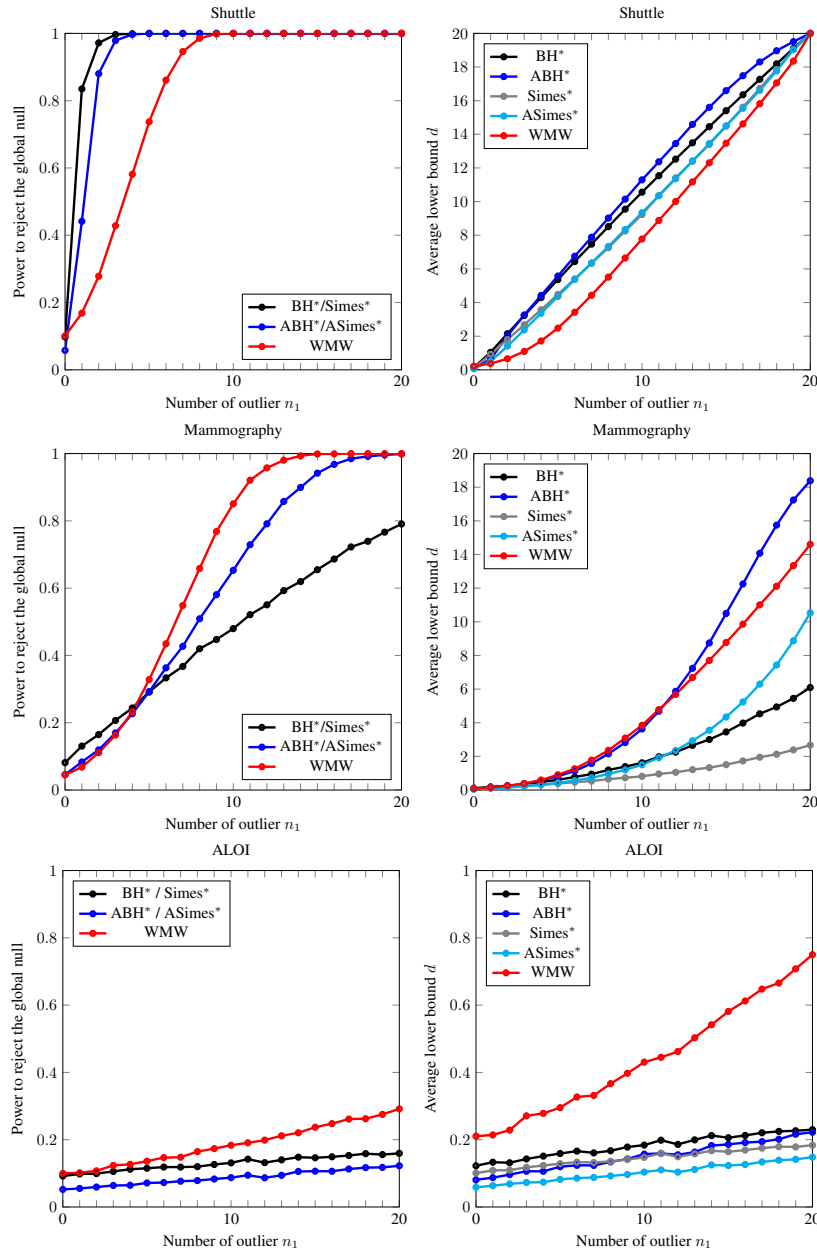 Shuttle
Power to reject the global null
1
0.8
0.6
0.4
0.2
0
0
10
20
BH*/Simes*
ABH*/ASimes*
WMW
Number of outlier n₁
Shuttle
Average lower bound d
20
18
16
14
12
10
8
6
4
2
0
0
10
20
BH*
ABH*
Simes*
ASimes*
WMW
Number of outlier n₁
Mammography
Power to reject the global null
1
0.8
0.6
0.4
0.2
0
0
10
20
BH*/Simes*
ABH*/ASimes*
WMW
Number of outlier n₁
Mammography
Average lower bound d
20
18
16
14
12
10
8
6
4
2
0
0
10
20
BH*
ABH*
Simes*
ASimes*
WMW
Number of outlier n₁
ALOI
Power to reject the global null
1
0.8
0.6
0.4
0.2
0
0
10
20
BH* / Simes*
ABH* / ASimes*
WMW
Number of outlier n₁
ALOI
Average lower bound d
1
0.8
0.6
0.4
0.2
0
0
10
20
BH*
ABH*
Simes*
ASimes*
WMW
Number of outlier n₁